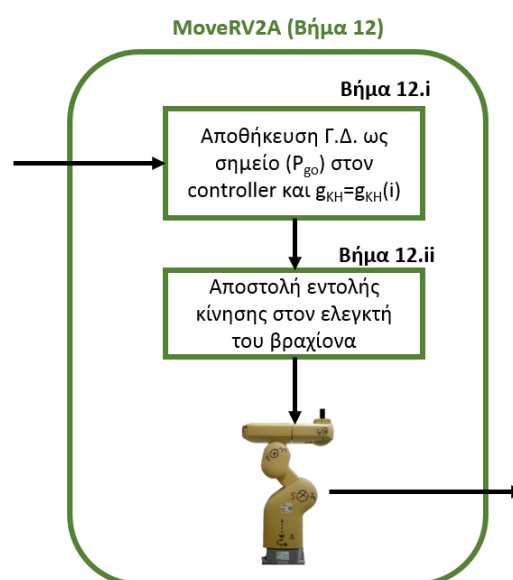 MoveRV2A (Βήμα 12)
Βήμα 12.i
Αποθήκευση Γ.Δ. ως
σημείο (Pgo) στον
controller και gKH=gKH(i)
Βήμα 12.ii
Αποστολή εντολής
κίνησης στον ελεγκτή
του βραχίονα